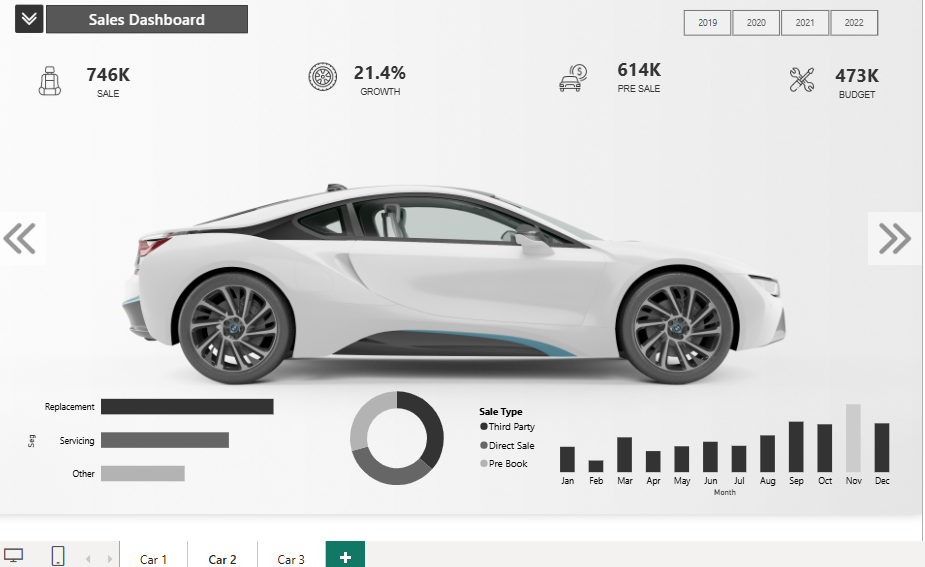 Sales Dashboard
2019 2020 2021 2022
746K
SALE
21.4%
GROWTH
614K
PRE SALE
473K
BUDGET
Seg
Replacement
Servicing
Other
Sale Type
Third Party
Direct Sale
Pre Book
Jan Feb Mar Apr May Jun Jul Aug Sep Oct Nov Dec
Month
Car 1 Car 2 Car 3